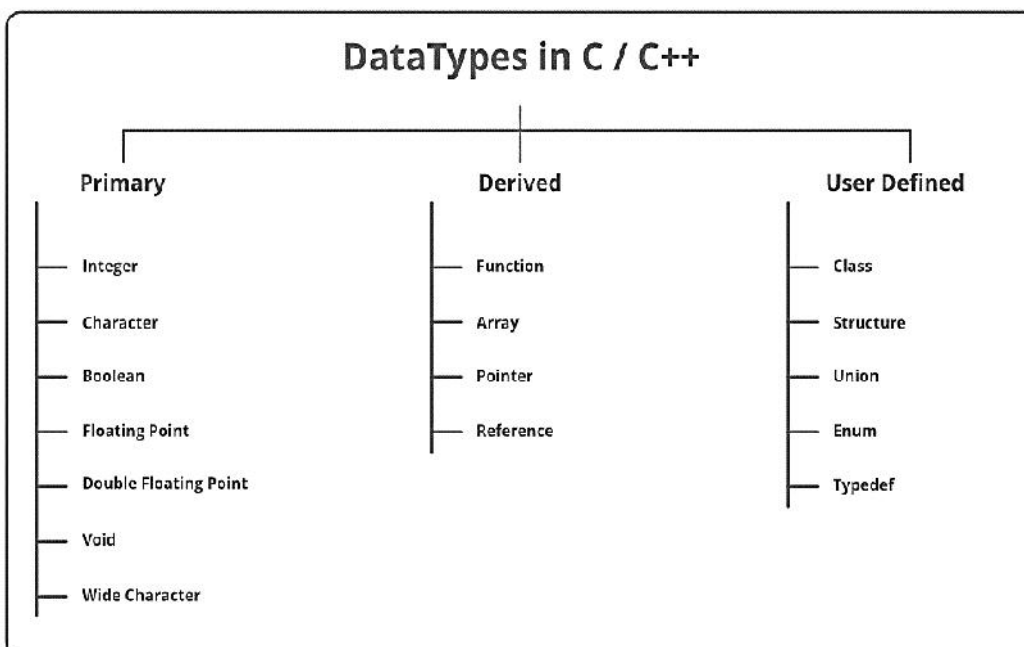 DataTypes in C / C++
Primary
Integer
Character
Boolean
Floating Point
Double Floating Point
Void
Wide Character
Derived
Function
Array
Pointer
Reference
User Defined
Class
Structure
Union
Enum
Typedef